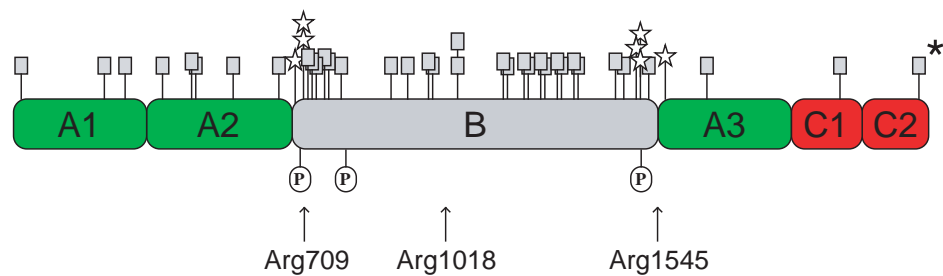 *
A1 A2 B A3 C1 C2
P P P
Arg709 Arg1018 Arg1545